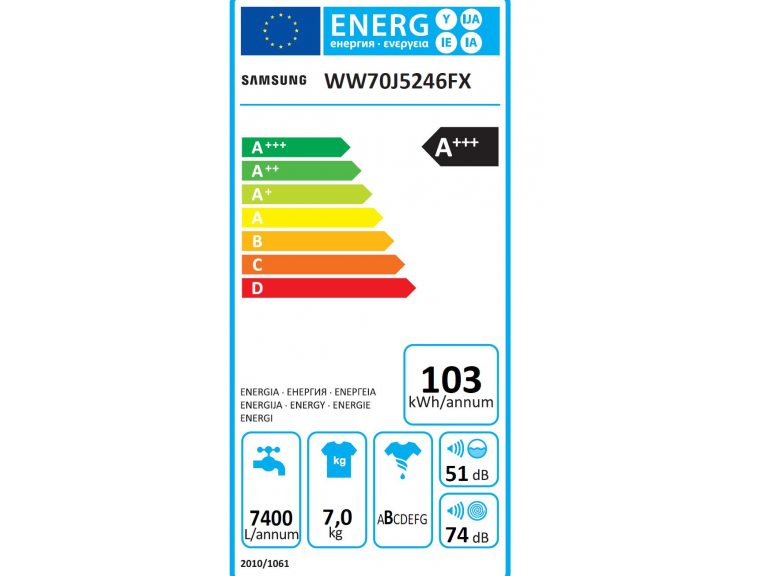 ENERG Y IJA
енергия · ενεργεια IE IA
SAMSUNG WW70J5246FX
A+++ A+++
A++
A+
A
B
C
D
103
kWh/annum
ENERGIA · ЕНЕРГИЯ · ΕΝΕΡΓΕΙΑ
ENERGIJA · ENERGY · ENERGIE
ENERGI
kg
51 dB
7400
L/annum
7,0
kg
ABCDEFG
74 dB
2010/1061